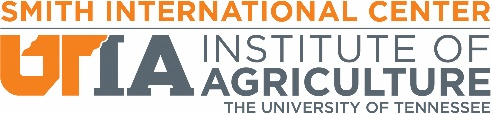 SMITH INTERNATIONAL CENTER
UTIA INSTITUTE OF
AGRICULTURE
THE UNIVERSITY OF TENNESSEE